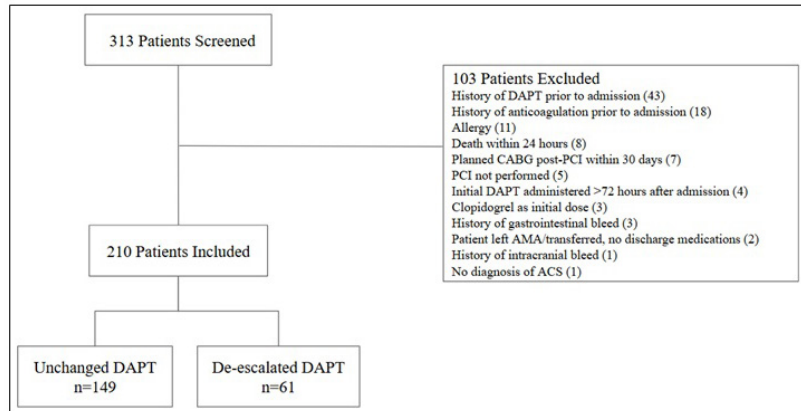 313 Patients Screened
103 Patients Excluded
History of DAPT prior to admission (43)
History of anticoagulation prior to admission (18)
Allergy (11)
Death within 24 hours (8)
Planned CABG post-PCI within 30 days (7)
PCI not performed (5)
Initial DAPT administered >72 hours after admission (4)
Clopidogrel as initial dose (3)
History of gastrointestinal bleed (3)
Patient left AMA/transferred, no discharge medications (2)
History of intracranial bleed (1)
No diagnosis of ACS (1)
210 Patients Included
Unchanged DAPT
n=149
De-escalated DAPT
n=61